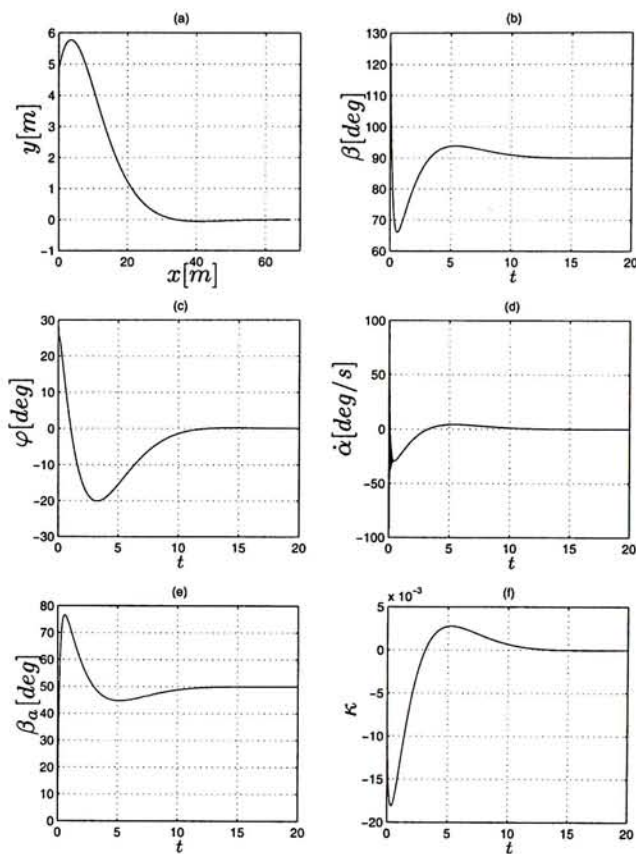 (a)
6
5
4
3
2
1
0
−1
y[m]
0 20 40 60
x[m]
(b)
130
120
110
100
90
80
70
60
β[deg]
0 5 10 15 20
t
(c)
30
20
10
0
−10
−20
−30
φ[deg]
0 5 10 15 20
t
(d)
100
50
0
−50
−100
α̇[deg/s]
0 5 10 15 20
t
(e)
80
70
60
50
40
30
20
10
0
βa[deg]
0 5 10 15 20
t
(f)
x 10⁻³
5
0
−5
−10
−15
−20
κ
0 5 10 15 20
t